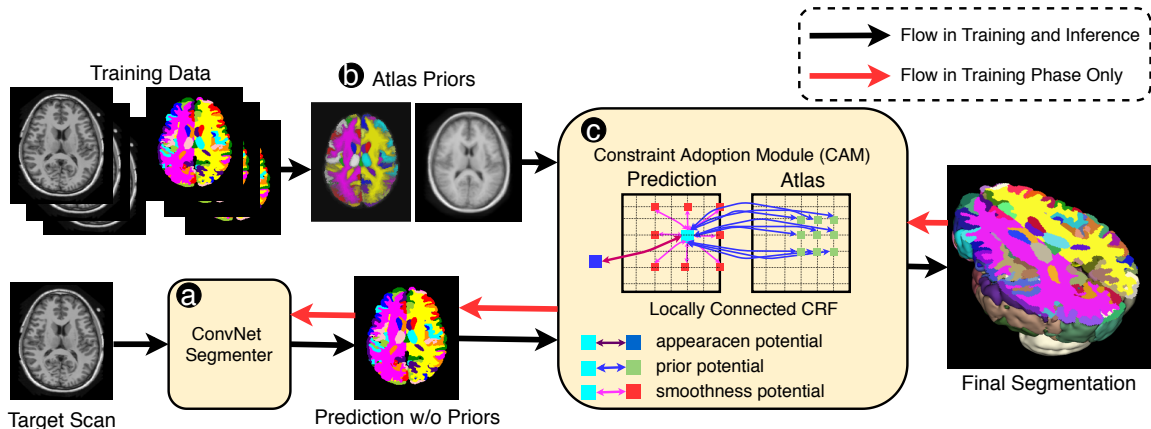 Flow in Training and Inference
Flow in Training Phase Only
Training Data
b
Atlas Priors
c
Constraint Adoption Module (CAM)
Prediction
Atlas
Locally Connected CRF
appearacen potential
prior potential
smoothness potential
a
ConvNet
Segmenter
Target Scan
Prediction w/o Priors
Final Segmentation